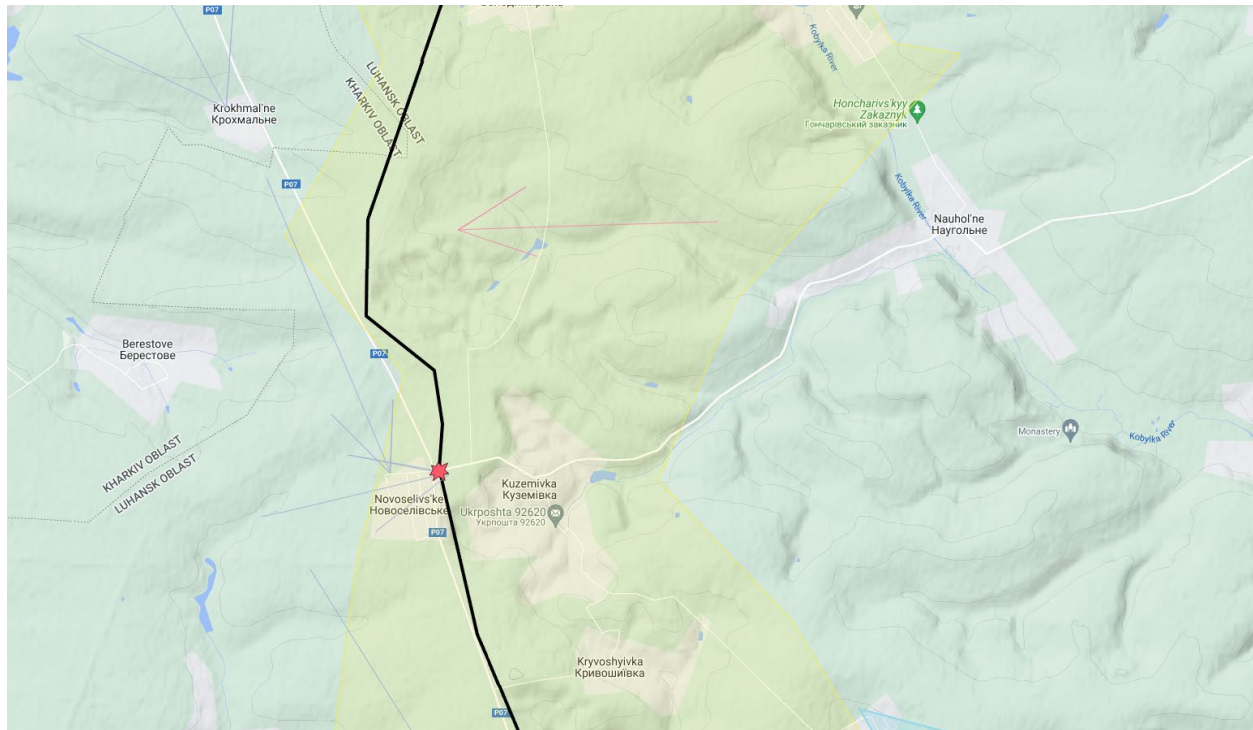 P07
Володимирівка
Kobylka River
LUHANSK OBLAST
KHARKIV OBLAST
Krokhmal'ne
Крохмальне
Honcharivs'kyy
Zakaznyk
Гончарівський заказник
P07
Kobylka River
Nauhol'ne
Наугольне
Berestove
Берестове
P07
Monastery
Kobylka River
KHARKIV OBLAST
LUHANSK OBLAST
Kuzemivka
Куземівка
Novoselivs'ke
Новоселівське
Ukrposhta 92620
Укрпошта 92620
P07
Kryvoshyivka
Кривошиївка
P07